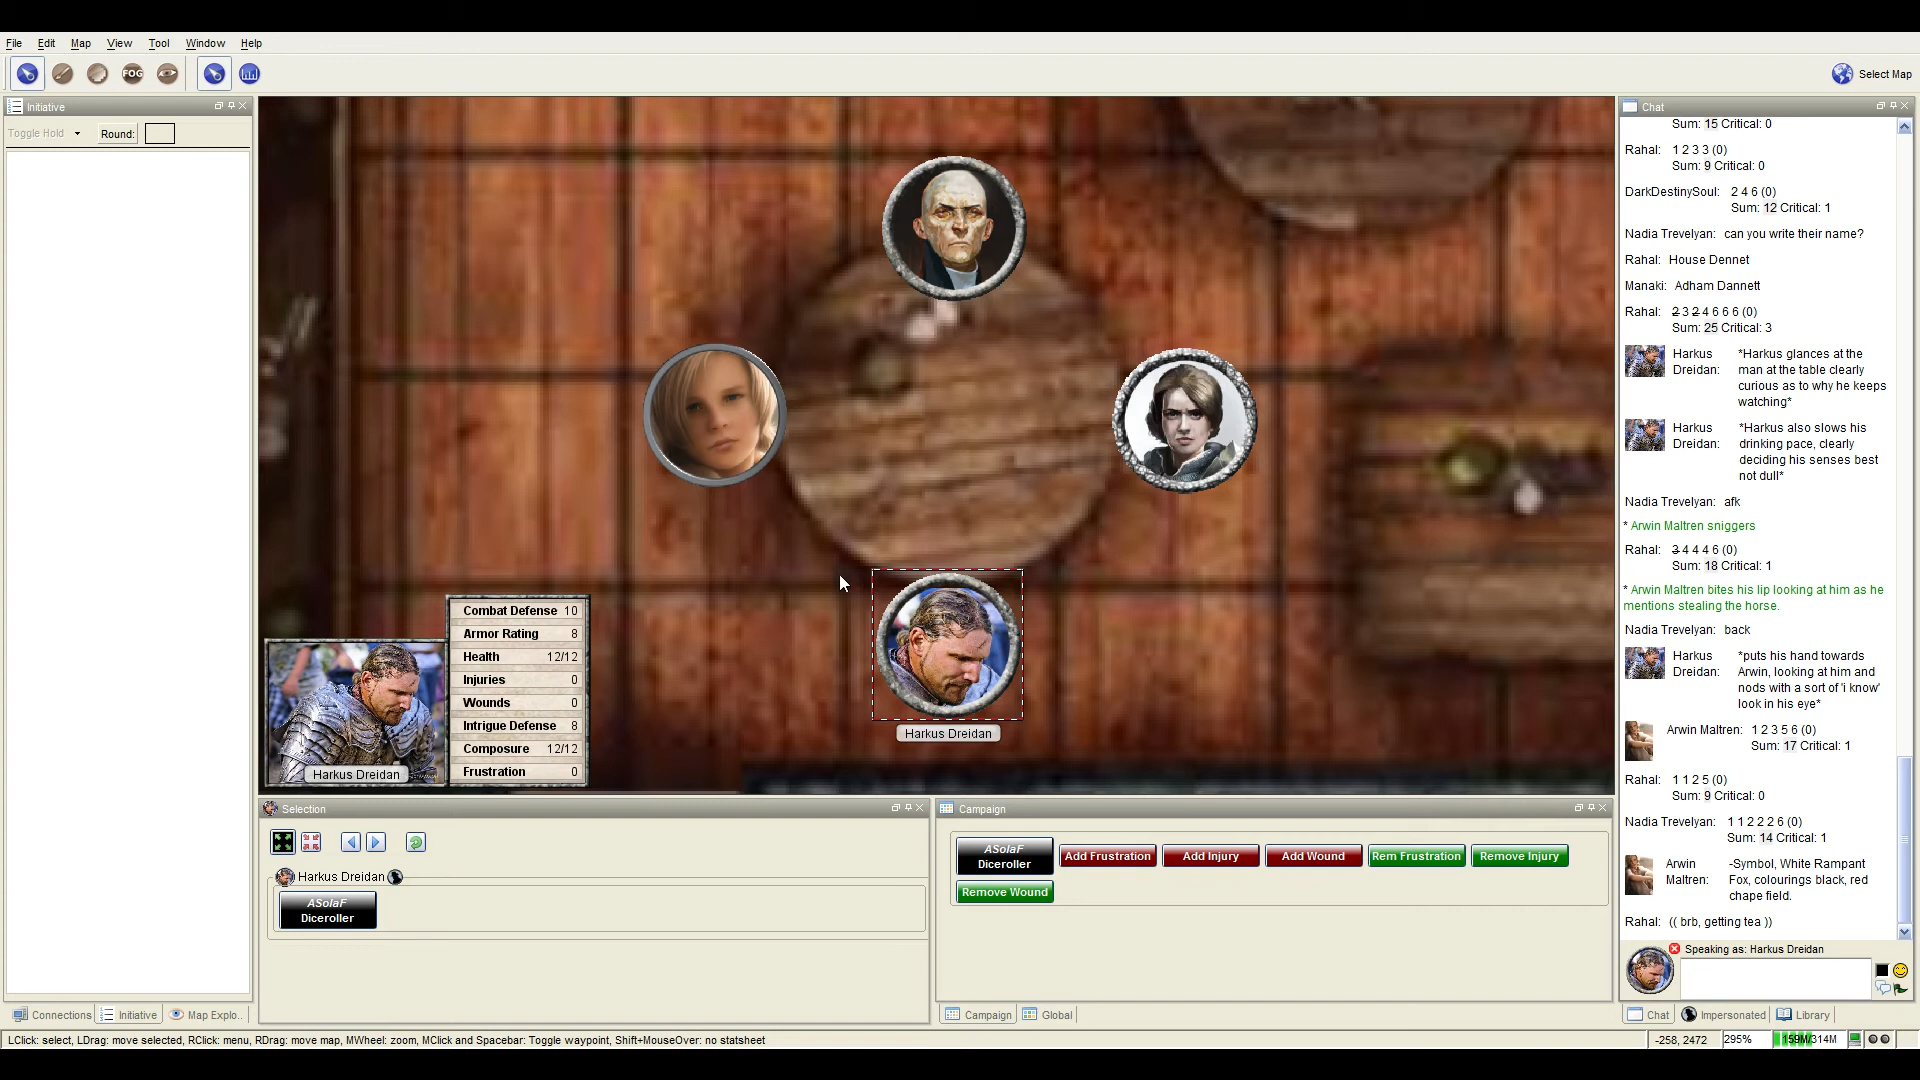 File Edit Map View Tool Window Help
FOG
Select Map
Initiative
Toggle Hold Round:
Combat Defense 10
Armor Rating 8
Health 12/12
Injuries 0
Wounds 0
Intrigue Defense 8
Composure 12/12
Frustration 0
Harkus Dreidan
Harkus Dreidan
Selection
Harkus Dreidan
ASoIaF
Diceroller
Campaign
ASoIaF
Diceroller
Add Frustration Add Injury Add Wound Rem Frustration Remove Injury
Remove Wound
Chat
Sum: 15 Critical: 0
Rahal: 1 2 3 3 (0)
Sum: 9 Critical: 0
DarkDestinySoul: 2 4 6 (0)
Sum: 12 Critical: 1
Nadia Trevelyan: can you write their name?
Rahal: House Dennet
Manaki: Adham Dannett
Rahal: 2 3 2 4 6 6 6 (0)
Sum: 25 Critical: 3
Harkus Dreidan: *Harkus glances at the
man at the table clearly
curious as to why he keeps
watching*
Harkus Dreidan: *Harkus also slows his
drinking pace, clearly
deciding his senses best
not dull*
Nadia Trevelyan: afk
* Arwin Maltren sniggers
Rahal: 3 4 4 4 6 (0)
Sum: 18 Critical: 1
* Arwin Maltren bites his lip looking at him as he
mentions stealing the horse.
Nadia Trevelyan: back
Harkus Dreidan: *puts his hand towards
Arwin, looking at him and
nods with a sort of 'i know'
look in his eye*
Arwin Maltren: 1 2 3 5 6 (0)
Sum: 17 Critical: 1
Rahal: 1 1 2 5 (0)
Sum: 9 Critical: 0
Nadia Trevelyan: 1 1 2 2 2 6 (0)
Sum: 14 Critical: 1
Arwin Maltren: -Symbol, White Rampant
Fox, colourings black, red
chape field.
Rahal: (( brb, getting tea ))
Speaking as: Harkus Dreidan
Connections Initiative Map Explo..
Campaign Global
Chat Impersonated Library
LClick: select, LDrag: move selected, RClick: menu, RDrag: move map, MWheel: zoom, MClick and Spacebar: Toggle waypoint, Shift+MouseOver: no statsheet
-258, 2472 295% 159M/314M